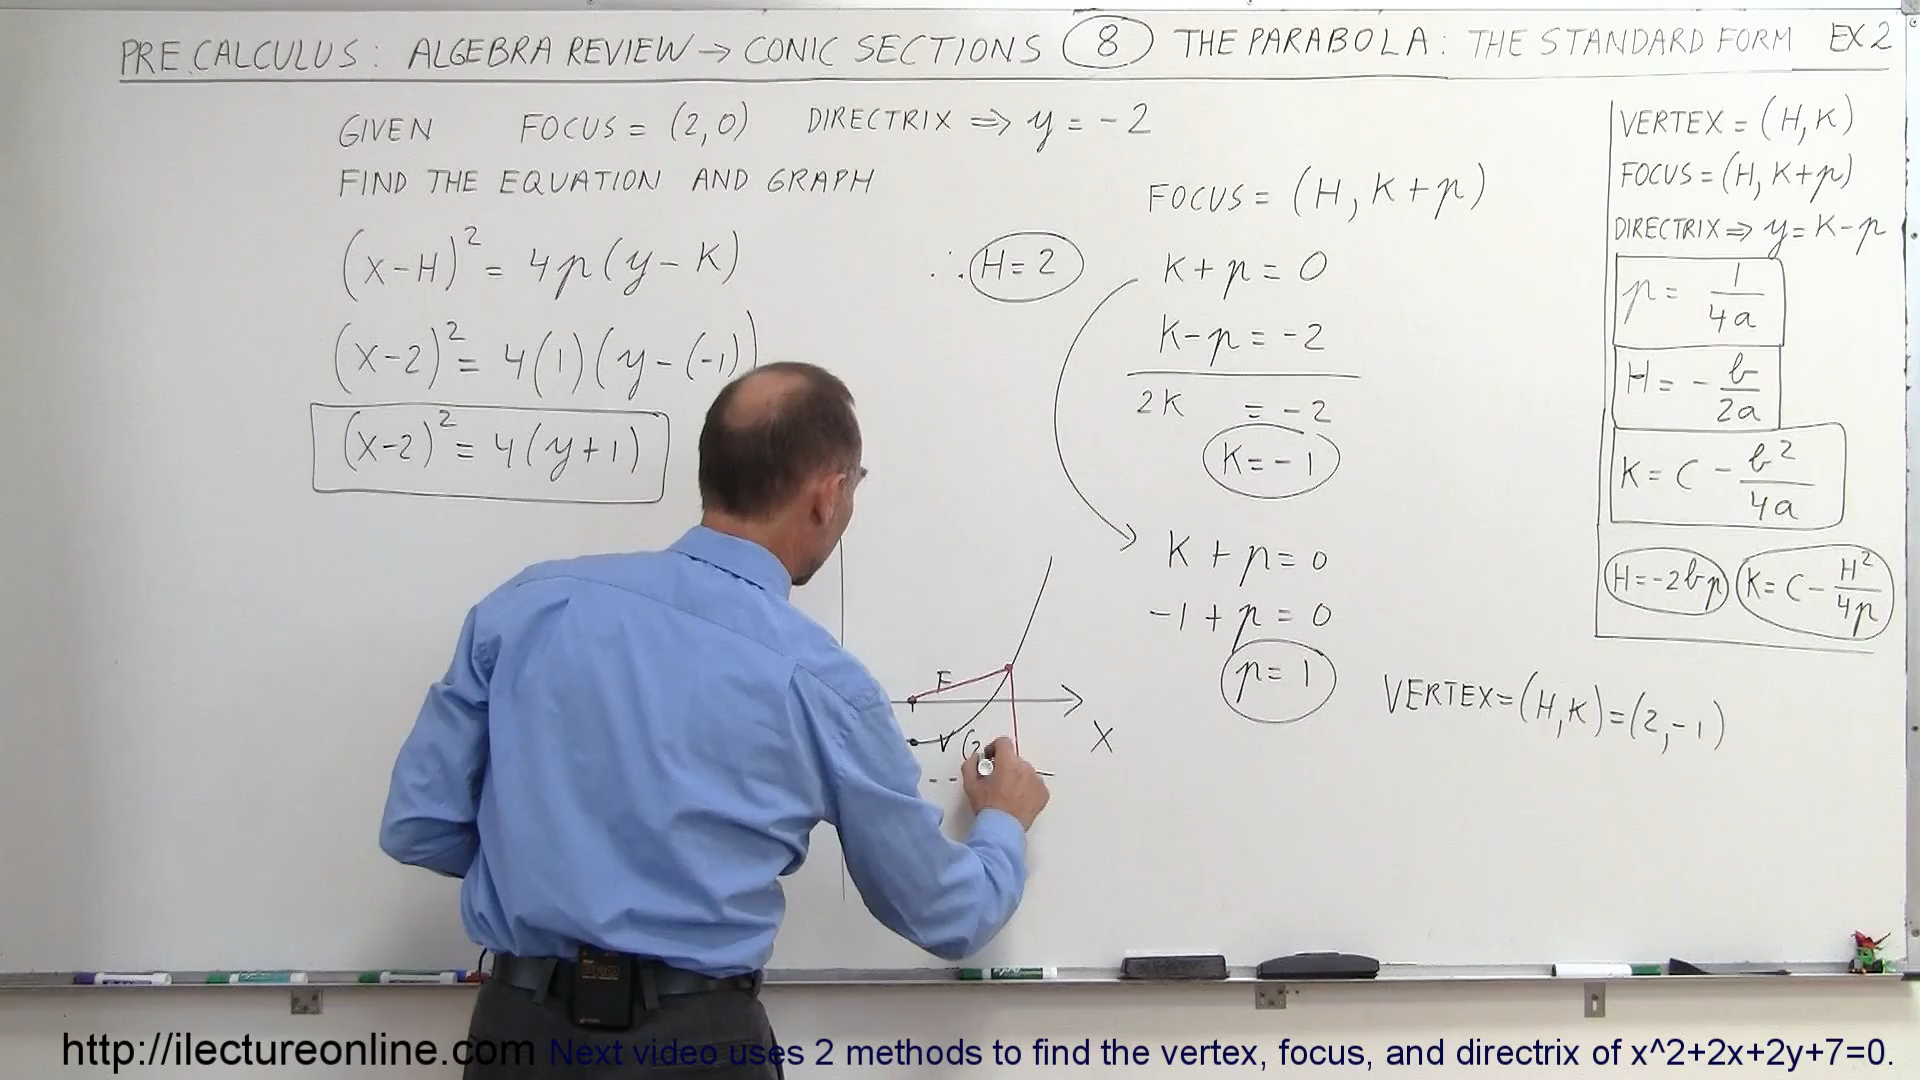 PRE CALCULUS: ALGEBRA REVIEW → CONIC SECTIONS 8 THE PARABOLA: THE STANDARD FORM EX 2
GIVEN FOCUS = (2,0) DIRECTRIX ⇒ y = -2
FIND THE EQUATION AND GRAPH
(X-H)² = 4p(y-K)
(X-2)² = 4(1)(y-(-1))
(X-2)² = 4(y+1)
∴ H=2
FOCUS = (H, K+p)
K+p=0
K-p=-2
2K = -2
K=-1
K+p=0
-1+p=0
p=1
VERTEX=(H,K)=(2,-1)
F
V (2
X
VERTEX = (H,K)
FOCUS = (H, K+p)
DIRECTRIX ⇒ y=K-p
p = 1/4a
H = -b/2a
K = C - b²/4a
H=-2bp
K=C-H²/4p
http://ilectureonline.com Next video uses 2 methods to find the vertex, focus, and directrix of x^2+2x+2y+7=0.